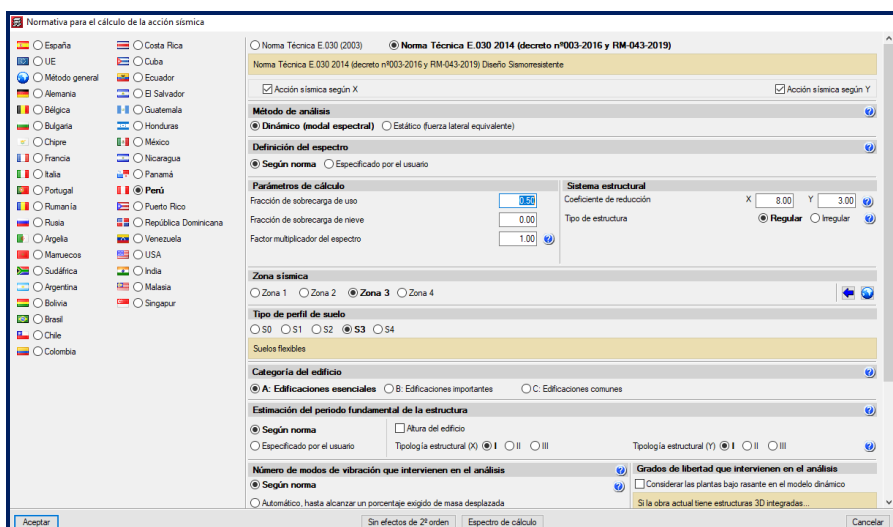 Normativa para el cálculo de la acción sísmica
España
UE
Método general
Alemania
Bélgica
Bulgaria
Chipre
Francia
Italia
Portugal
Rumanía
Rusia
Argelia
Marruecos
Sudáfrica
Argentina
Bolivia
Brasil
Chile
Colombia
Costa Rica
Cuba
Ecuador
El Salvador
Guatemala
Honduras
México
Nicaragua
Panamá
Perú
Puerto Rico
República Dominicana
Venezuela
USA
India
Malasia
Singapur
Norma Técnica E.030 (2003) Norma Técnica E.030 2014 (decreto nº003-2016 y RM-043-2019)
Norma Técnica E.030 2014 (decreto nº003-2016 y RM-043-2019) Diseño Sismorresistente
Acción sísmica según X Acción sísmica según Y
Método de análisis
Dinámico (modal espectral) Estático (fuerza lateral equivalente)
Definición del espectro
Según norma Especificado por el usuario
Parámetros de cálculo
Fracción de sobrecarga de uso 0.50
Fracción de sobrecarga de nieve 0.00
Factor multiplicador del espectro 1.00
Sistema estructural
Coeficiente de reducción X 8.00 Y 3.00
Tipo de estructura Regular Irregular
Zona sísmica
Zona 1 Zona 2 Zona 3 Zona 4
Tipo de perfil de suelo
S0 S1 S2 S3 S4
Suelos flexibles
Categoría del edificio
A: Edificaciones esenciales B: Edificaciones importantes C: Edificaciones comunes
Estimación del periodo fundamental de la estructura
Según norma Altura del edificio
Especificado por el usuario Tipología estructural (X) I II III Tipología estructural (Y) I II III
Número de modos de vibración que intervienen en el análisis
Según norma
Automático, hasta alcanzar un porcentaje exigido de masa desplazada
Grados de libertad que intervienen en el análisis
Considerar las plantas bajo rasante en el modelo dinámico
Si la obra actual tiene estructuras 3D integradas...
Aceptar Sin efectos de 2º orden Espectro de cálculo Cancelar